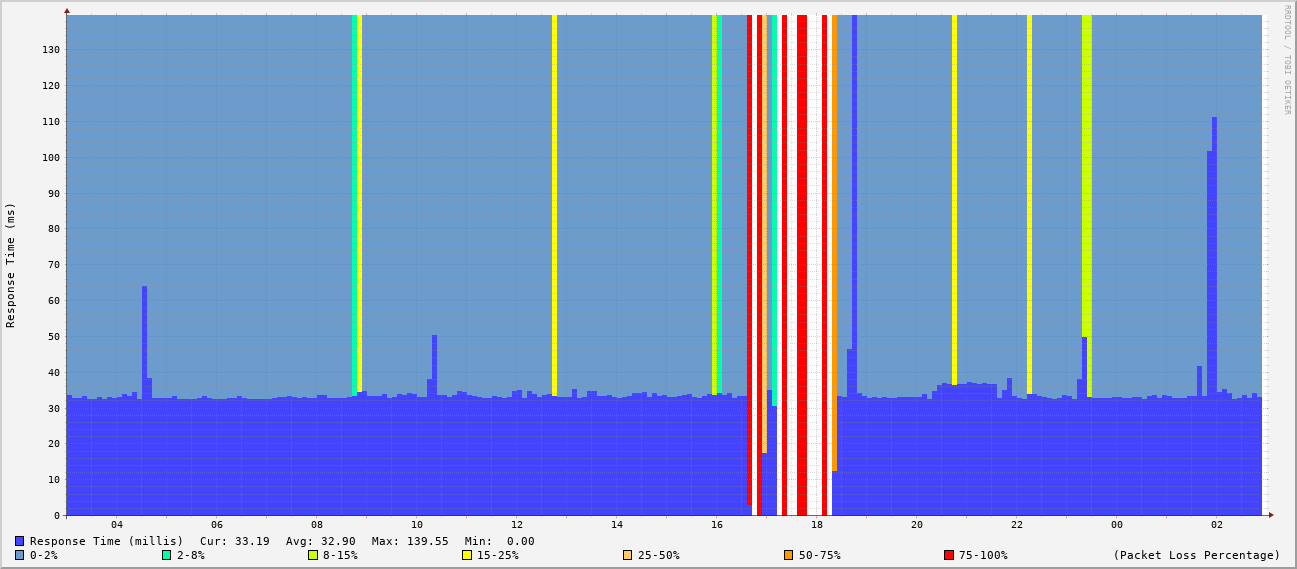 RRDTOOL / TOBI OETIKER
Response Time (ms)
130
120
110
100
90
80
70
60
50
40
30
20
10
0
04 06 08 10 12 14 16 18 20 22 00 02
Response Time (millis) Cur: 33.19 Avg: 32.90 Max: 139.55 Min: 0.00
0-2% 2-8% 8-15% 15-25% 25-50% 50-75% 75-100% (Packet Loss Percentage)